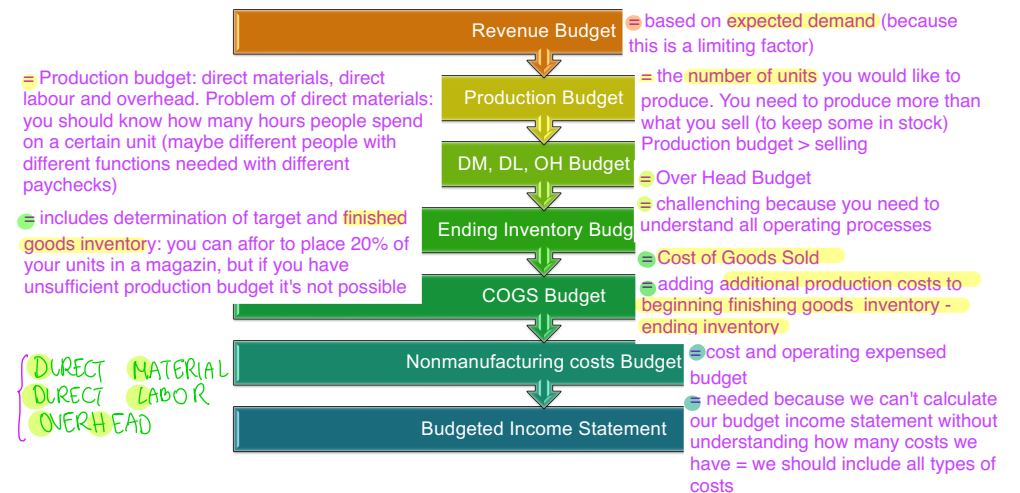 Revenue Budget
= based on expected demand (because
this is a limiting factor)
= Production budget: direct materials, direct
labour and overhead. Problem of direct materials:
you should know how many hours people spend
on a certain unit (maybe different people with
different functions needed with different
paychecks)
Production Budget
= the number of units you would like to
produce. You need to produce more than
what you sell (to keep some in stock)
Production budget > selling
DM, DL, OH Budget
= Over Head Budget
= challenching because you need to
understand all operating processes
= includes determination of target and finished
goods inventory: you can affor to place 20% of
your units in a magazin, but if you have
unsufficient production budget it's not possible
Ending Inventory Budg
= Cost of Goods Sold
= adding additional production costs to
beginning finishing goods inventory -
ending inventory
COGS Budget
DIRECT MATERIAL
DIRECT LABOR
OVERHEAD
Nonmanufacturing costs Budget
= cost and operating expensed
budget
= needed because we can't calculate
our budget income statement without
understanding how many costs we
have = we should include all types of
costs
Budgeted Income Statement